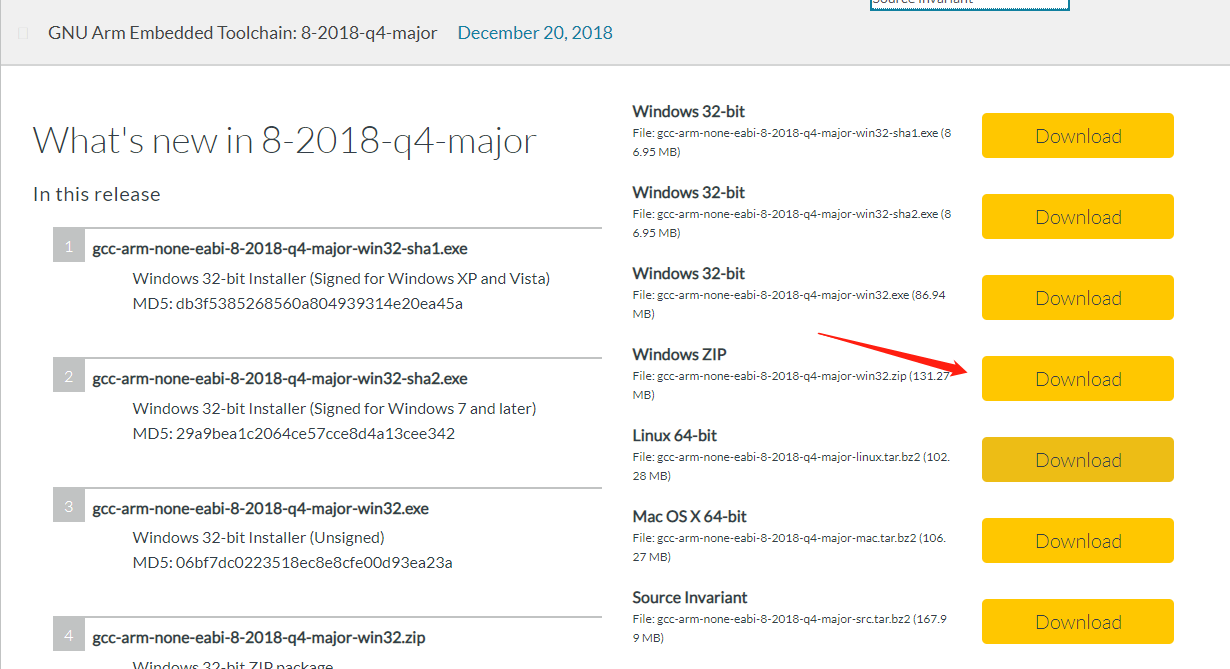 Source Invariant
GNU Arm Embedded Toolchain: 8-2018-q4-major December 20, 2018
What's new in 8-2018-q4-major
In this release
1 gcc-arm-none-eabi-8-2018-q4-major-win32-sha1.exe
Windows 32-bit Installer (Signed for Windows XP and Vista)
MD5: db3f5385268560a804939314e20ea45a
2 gcc-arm-none-eabi-8-2018-q4-major-win32-sha2.exe
Windows 32-bit Installer (Signed for Windows 7 and later)
MD5: 29a9bea1c2064ce57cce8d4a13cee342
3 gcc-arm-none-eabi-8-2018-q4-major-win32.exe
Windows 32-bit Installer (Unsigned)
MD5: 06bf7dc0223518ec8e8cfe00d93ea23a
4 gcc-arm-none-eabi-8-2018-q4-major-win32.zip
Windows 32-bit ZIP package
Windows 32-bit
File: gcc-arm-none-eabi-8-2018-q4-major-win32-sha1.exe (8
6.95 MB)
Download
Windows 32-bit
File: gcc-arm-none-eabi-8-2018-q4-major-win32-sha2.exe (8
6.95 MB)
Download
Windows 32-bit
File: gcc-arm-none-eabi-8-2018-q4-major-win32.exe (86.94
MB)
Download
Windows ZIP
File: gcc-arm-none-eabi-8-2018-q4-major-win32.zip (131.27
MB)
Download
Linux 64-bit
File: gcc-arm-none-eabi-8-2018-q4-major-linux.tar.bz2 (102.
28 MB)
Download
Mac OS X 64-bit
File: gcc-arm-none-eabi-8-2018-q4-major-mac.tar.bz2 (106.
27 MB)
Download
Source Invariant
File: gcc-arm-none-eabi-8-2018-q4-major-src.tar.bz2 (167.9
9 MB)
Download